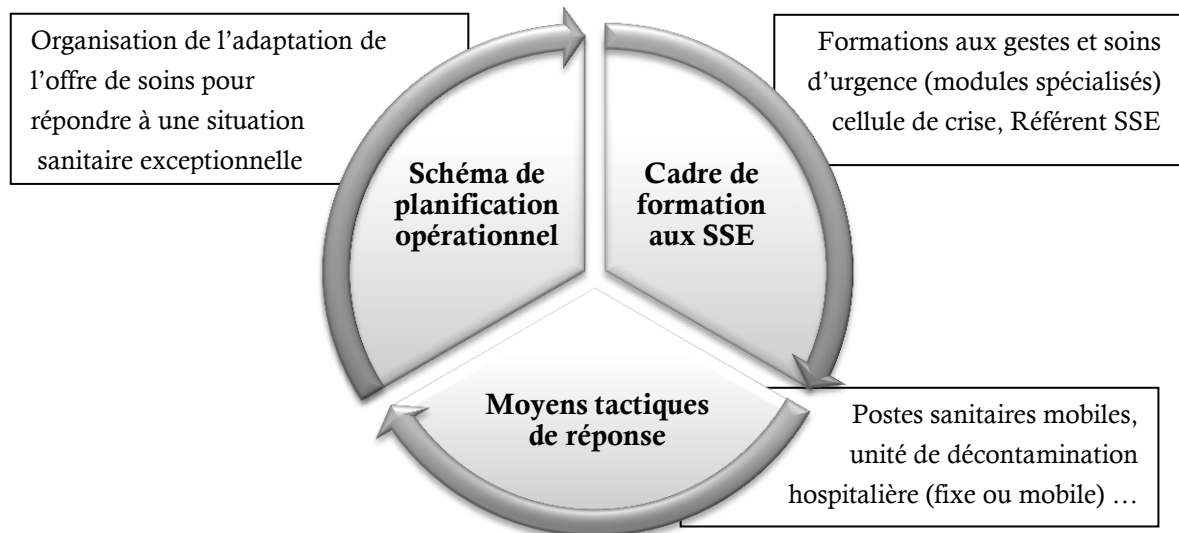 Organisation de l’adaptation de
l’offre de soins pour
répondre à une situation
sanitaire exceptionnelle
Formations aux gestes et soins
d’urgence (modules spécialisés)
cellule de crise, Référent SSE
Schéma de
planification
opérationnel
Cadre de
formation
aux SSE
Moyens tactiques
de réponse
Postes sanitaires mobiles,
unité de décontamination
hospitalière (fixe ou mobile) …